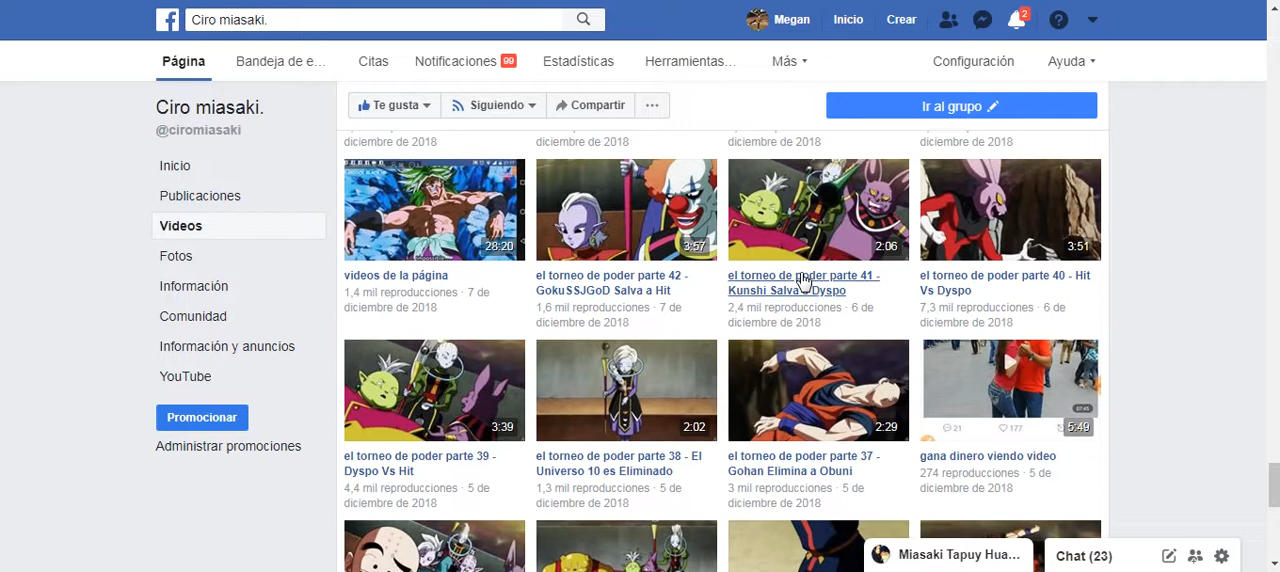 Ciro miasaki.
Megan
Inicio
Crear
2
Página
Bandeja de e...
Citas
Notificaciones 99
Estadísticas
Herramientas...
Más
Configuración
Ayuda
Ciro miasaki.
@ciromiasaki
Inicio
Publicaciones
Videos
Fotos
Información
Comunidad
Información y anuncios
YouTube
Promocionar
Administrar promociones
Te gusta
Siguiendo
Compartir
Ir al grupo
diciembre de 2018
diciembre de 2018
diciembre de 2018
diciembre de 2018
28:20
videos de la página
1,4 mil reproducciones · 7 de
diciembre de 2018
3:57
el torneo de poder parte 42 -
GokuSSJGoD Salva a Hit
1,6 mil reproducciones · 7 de
diciembre de 2018
2:06
el torneo de poder parte 41 -
Kunshi Salva a Dyspo
2,4 mil reproducciones · 6 de
diciembre de 2018
3:51
el torneo de poder parte 40 - Hit
Vs Dyspo
7,3 mil reproducciones · 6 de
diciembre de 2018
3:39
el torneo de poder parte 39 -
Dyspo Vs Hit
4,4 mil reproducciones · 5 de
diciembre de 2018
2:02
el torneo de poder parte 38 - El
Universo 10 es Eliminado
1,3 mil reproducciones · 5 de
diciembre de 2018
2:29
el torneo de poder parte 37 -
Gohan Elimina a Obuni
3 mil reproducciones · 5 de
diciembre de 2018
07:45
21
177
5:49
gana dinero viendo video
274 reproducciones · 5 de
diciembre de 2018
Miasaki Tapuy Hua...
Chat (23)